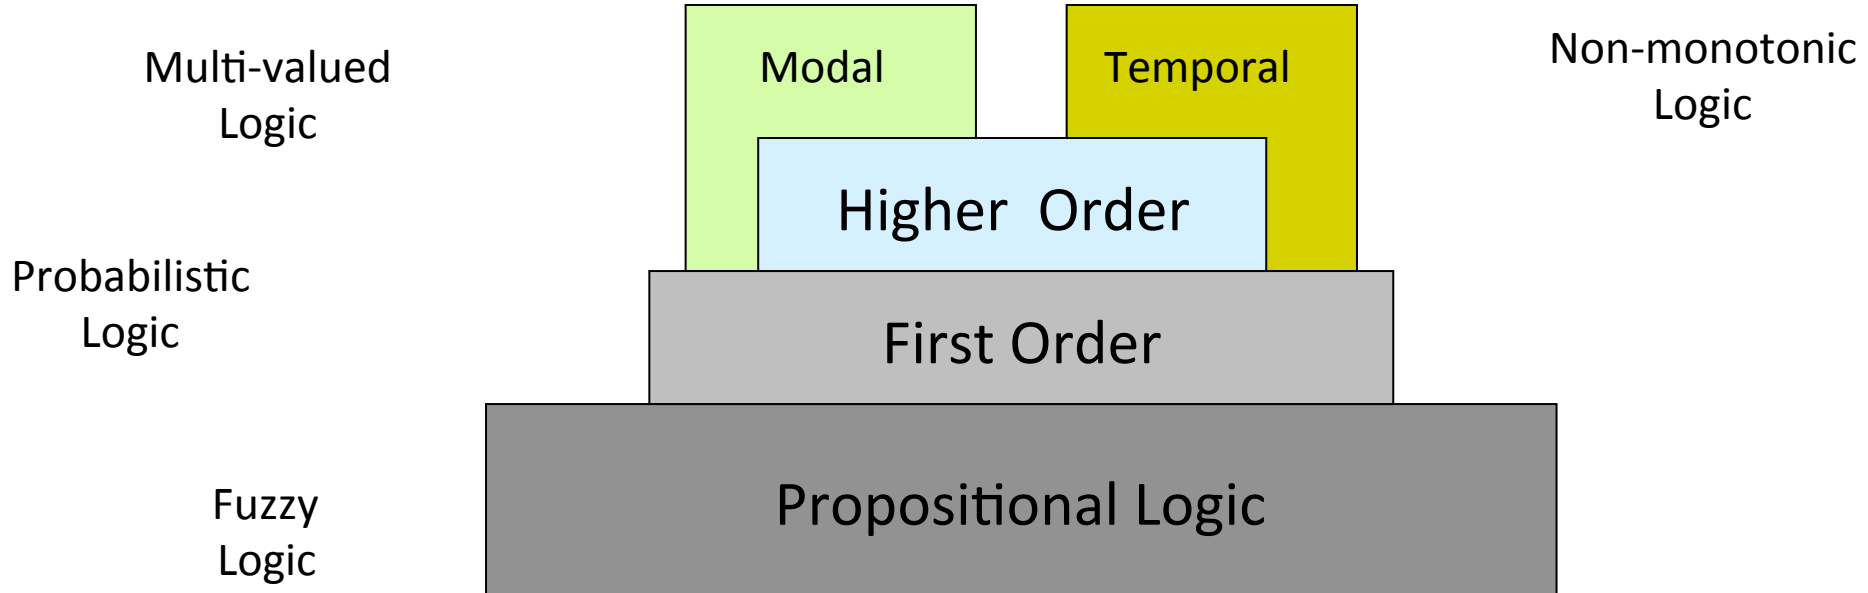 Multi-valued
Logic
Modal
Temporal
Non-monotonic
Logic
Higher Order
Probabilistic
Logic
First Order
Fuzzy
Logic
Propositional Logic